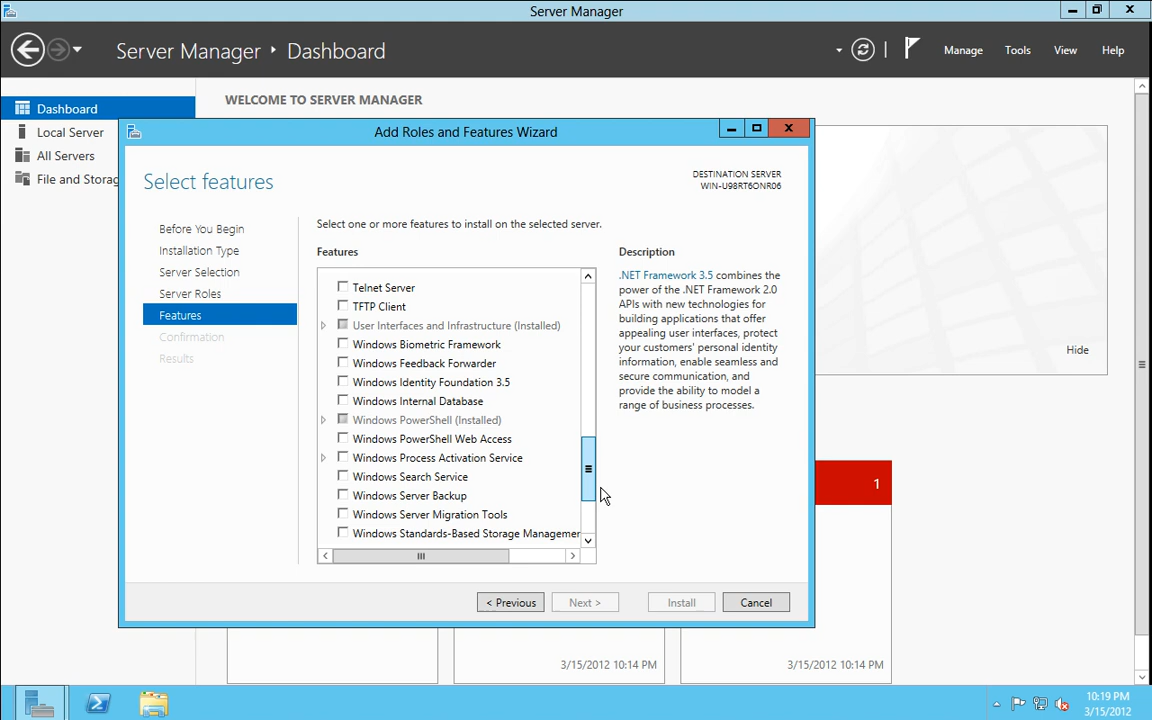 Server Manager
Server Manager ‣ Dashboard
Manage Tools View Help
Dashboard
Local Server
All Servers
File and Storag
WELCOME TO SERVER MANAGER
Add Roles and Features Wizard
Select features
DESTINATION SERVER
WIN-U98RT6ONR06
Before You Begin
Installation Type
Server Selection
Server Roles
Features
Confirmation
Results
Select one or more features to install on the selected server.
Features
Telnet Server
TFTP Client
User Interfaces and Infrastructure (Installed)
Windows Biometric Framework
Windows Feedback Forwarder
Windows Identity Foundation 3.5
Windows Internal Database
Windows PowerShell (Installed)
Windows PowerShell Web Access
Windows Process Activation Service
Windows Search Service
Windows Server Backup
Windows Server Migration Tools
Windows Standards-Based Storage Managemer
Description
.NET Framework 3.5 combines the
power of the .NET Framework 2.0
APIs with new technologies for
building applications that offer
appealing user interfaces, protect
your customers' personal identity
information, enable seamless and
secure communication, and
provide the ability to model a
range of business processes.
< Previous
Next >
Install
Cancel
Hide
1
3/15/2012 10:14 PM
3/15/2012 10:14 PM
10:19 PM
3/15/2012